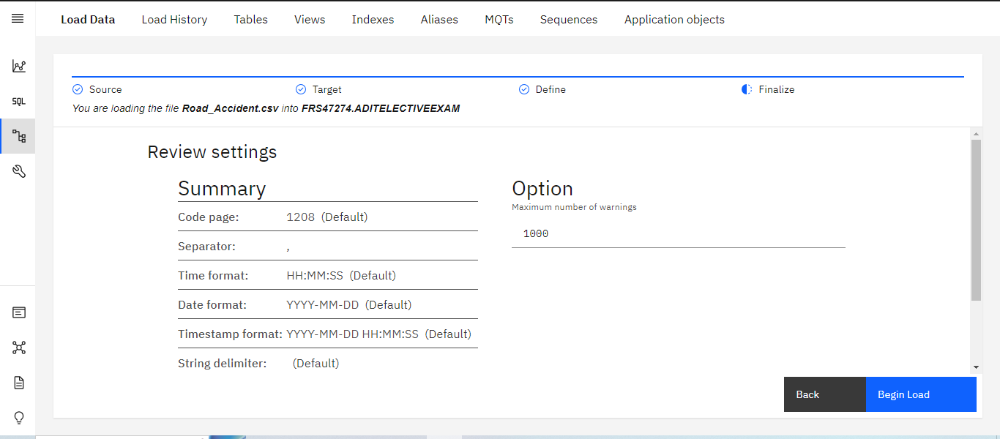 Load Data Load History Tables Views Indexes Aliases MQTs Sequences Application objects
SQL
Source Target Define Finalize
You are loading the file Road_Accident.csv into FRS47274.ADITELECTIVEEXAM
Review settings
Summary
Code page: 1208 (Default)
Separator: ,
Time format: HH:MM:SS (Default)
Date format: YYYY-MM-DD (Default)
Timestamp format: YYYY-MM-DD HH:MM:SS (Default)
String delimiter: (Default)
Option
Maximum number of warnings
1000
Back Begin Load